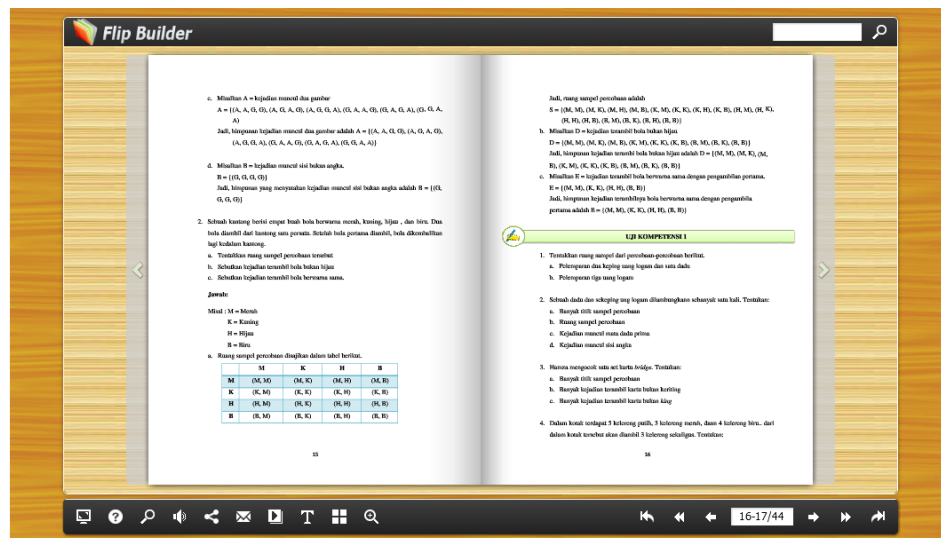 Flip Builder
c. Misalkan A = kejadian muncul dua gambar
A = {(A, A, G, G), (A, G, A, G), (A, G, G, A), (G, A, A, G), (G, A, G, A), (G, G, A,
A)
Jadi, himpunan kejadian muncul dua gambar adalah A = {(A, A, G, G), (A, G, A, G),
(A, G, G, A), (G, A, A, G), (G, A, G, A), (G, G, A, A)}
d. Misalkan B = kejadian muncul sisi bukan angka.
B = {(G, G, G, G)}
Jadi, himpunan yang menyatakan kejadian muncul sisi bukan angka adalah B = {(G,
G, G, G)}
2. Sebuah kantong berisi empat buah bola berwarna merah, kuning, hijau , dan biru. Dua
bola diambil dari kantong satu persatu. Setelah bola pertama diambil, bola dikembalikan
lagi kedalam kantong.
a. Tentukan ruang sampel percobaan tersebut
b. Sebutkan kejadian terambil bola bukan hijau
c. Sebutkan kejadian terambil bola berwarna sama.
Jawab:
Misal : M = Merah
K = Kuning
H = Hijau
B = Biru
a. Ruang sampel percobaan disajikan dalam tabel berikut.
M K H B
M (M, M) (M, K) (M, H) (M, B)
K (K, M) (K, K) (K, H) (K, B)
H (H, M) (H, K) (H, H) (H, B)
B (B, M) (B, K) (B, H) (B, B)
15
Jadi, ruang sampel percobaan adalah
S = {(M, M), (M, K), (M, H), (M, B), (K, M), (K, K), (K, H), (K, B), (H, M), (H, K),
(H, H), (H, B), (B, M), (B, K), (B, H), (B, B)}
b. Misalkan D = kejadian terambil bola bukan hijau
D = {(M, M), (M, K), (M, B), (K, M), (K, K), (K, B), (B, M), (B, K), (B, B)}
Jadi, himpunan kejadian terambi bola bukan hijau adalah D = {(M, M), (M, K), (M,
B), (K, M), (K, K), (K, B), (B, M), (B, K), (B, B)}
c. Misalkan E = kejadian terambil bola berwarna sama dengan pengambilan pertama.
E = {(M, M), (K, K), (H, H), (B, B)}
Jadi, himpunan kejadian terambilnya bola berwarna sama dengan pengambila
pertama adalah E = {(M, M), (K, K), (H, H), (B, B)}
UJI KOMPETENSI 1
1. Tentukan ruang sampel dari percobaan-percobaan berikut.
a. Pelemparan dua keping uang logam dan satu dadu
b. Pelemparan tiga uang logam
2. Sebuah dadu dan sekeping ung logam dilambungkan sebanyak satu kali. Tentukan:
a. Banyak titik sampel percobaan
b. Ruang sampel percobaan
c. Kejadian muncul mata dadu prima
d. Kejadian muncul sisi angka
3. Hamza mengocok satu set kartu bridge. Tentukan:
a. Banyak titik sampel percobaan
b. Banyak kejadian terambil kartu bukan keriting
c. Banyak kejadian terambil kartu bukan king
4. Dalam kotak terdapat 5 kelereng putih, 3 kelereng merah, daan 4 kelereng biru.. dari
dalam kotak tersebut akan diambil 3 kelereng sekaligus. Tentukan:
16
16-17/44